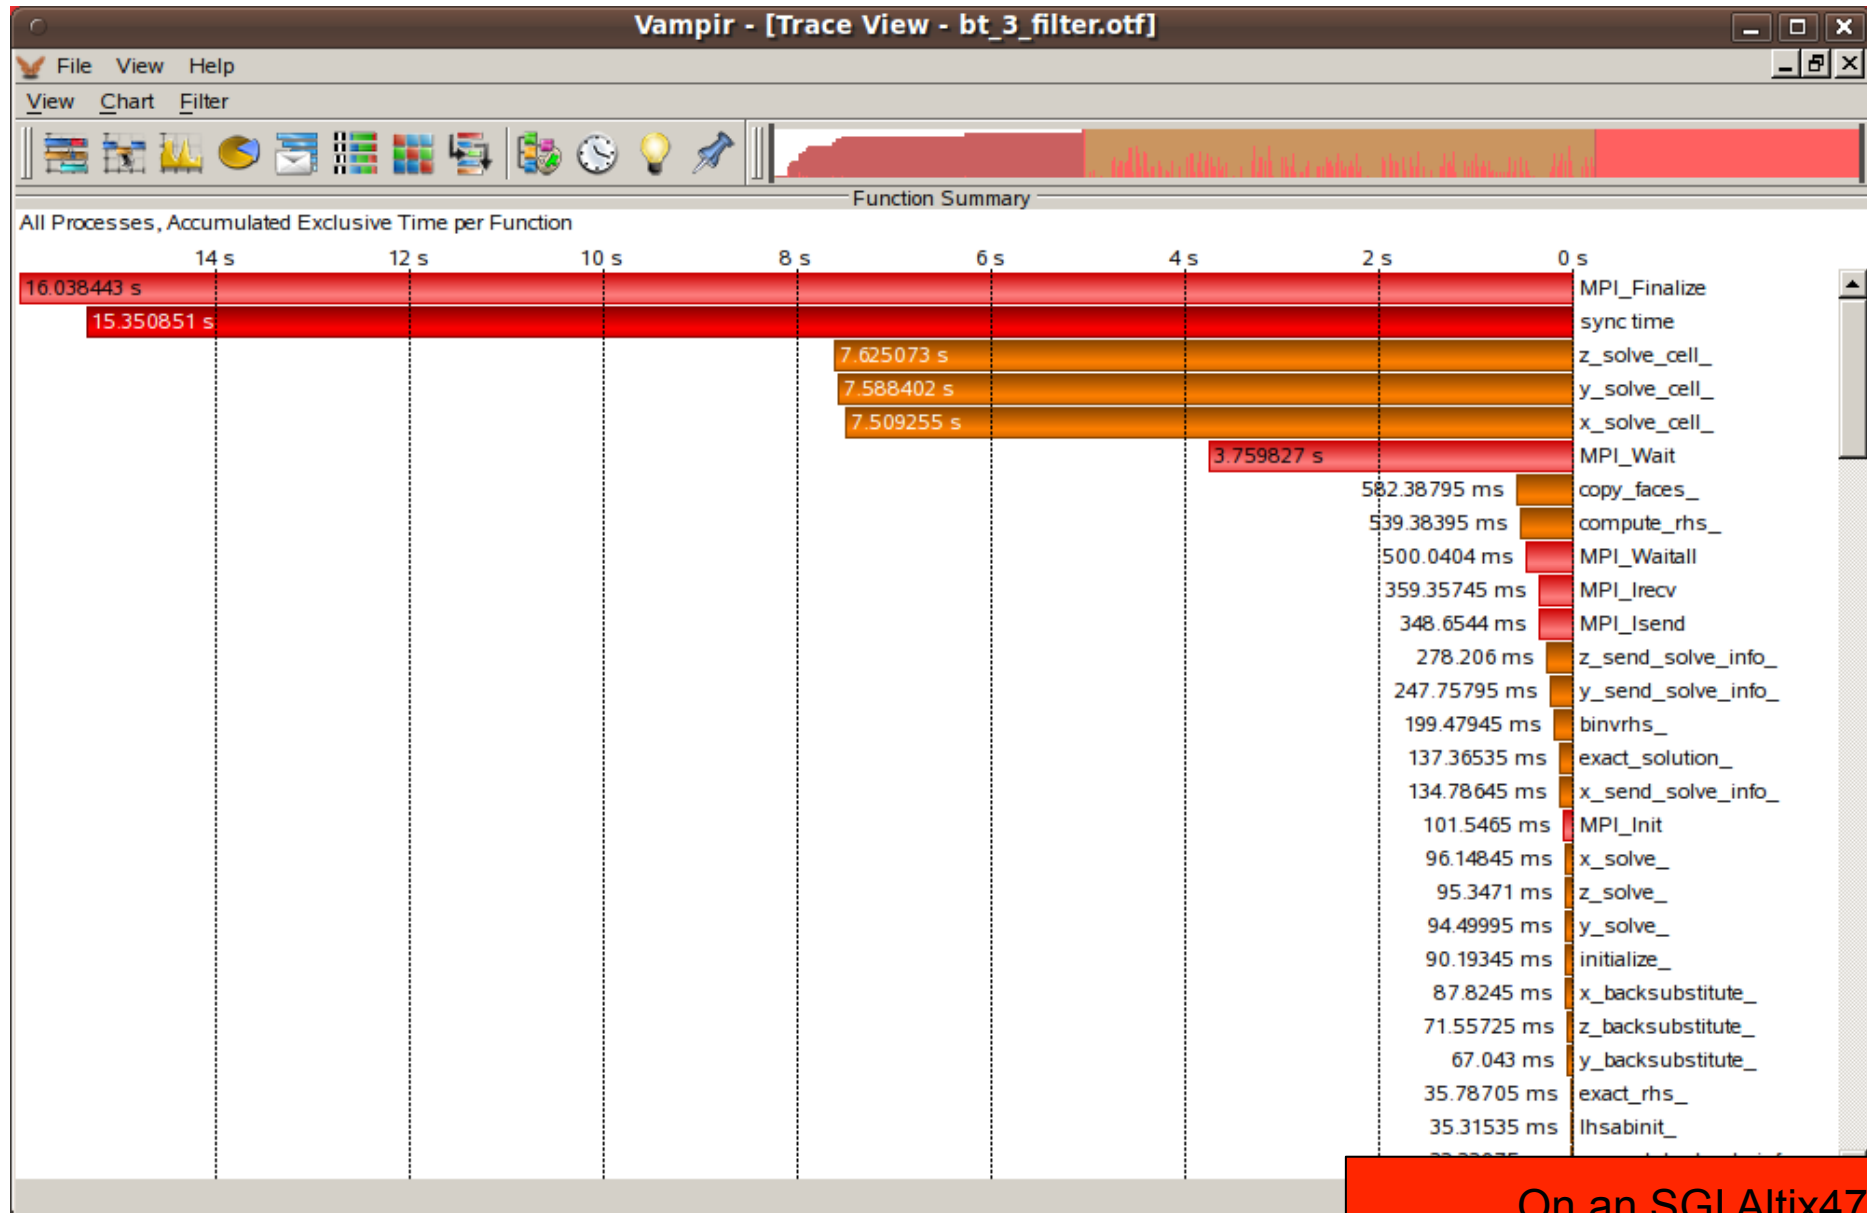 Vampir - [Trace View - bt_3_filter.otf]
File View Help
View Chart Filter
Function Summary
All Processes, Accumulated Exclusive Time per Function
14 s 12 s 10 s 8 s 6 s 4 s 2 s 0 s
16.038443 s MPI_Finalize
15.350851 s sync time
7.625073 s z_solve_cell_
7.588402 s y_solve_cell_
7.509255 s x_solve_cell_
3.759827 s MPI_Wait
582.38795 ms copy_faces_
539.38395 ms compute_rhs_
500.0404 ms MPI_Waitall
359.35745 ms MPI_Irecv
348.6544 ms MPI_Isend
278.206 ms z_send_solve_info_
247.75795 ms y_send_solve_info_
199.47945 ms binvrhs_
137.36535 ms exact_solution_
134.78645 ms x_send_solve_info_
101.5465 ms MPI_Init
96.14845 ms x_solve_
95.3471 ms z_solve_
94.49995 ms y_solve_
90.19345 ms initialize_
87.8245 ms x_backsubstitute_
71.55725 ms z_backsubstitute_
67.043 ms y_backsubstitute_
35.78705 ms exact_rhs_
35.31535 ms lhsabinit_
On an SGI Altix47